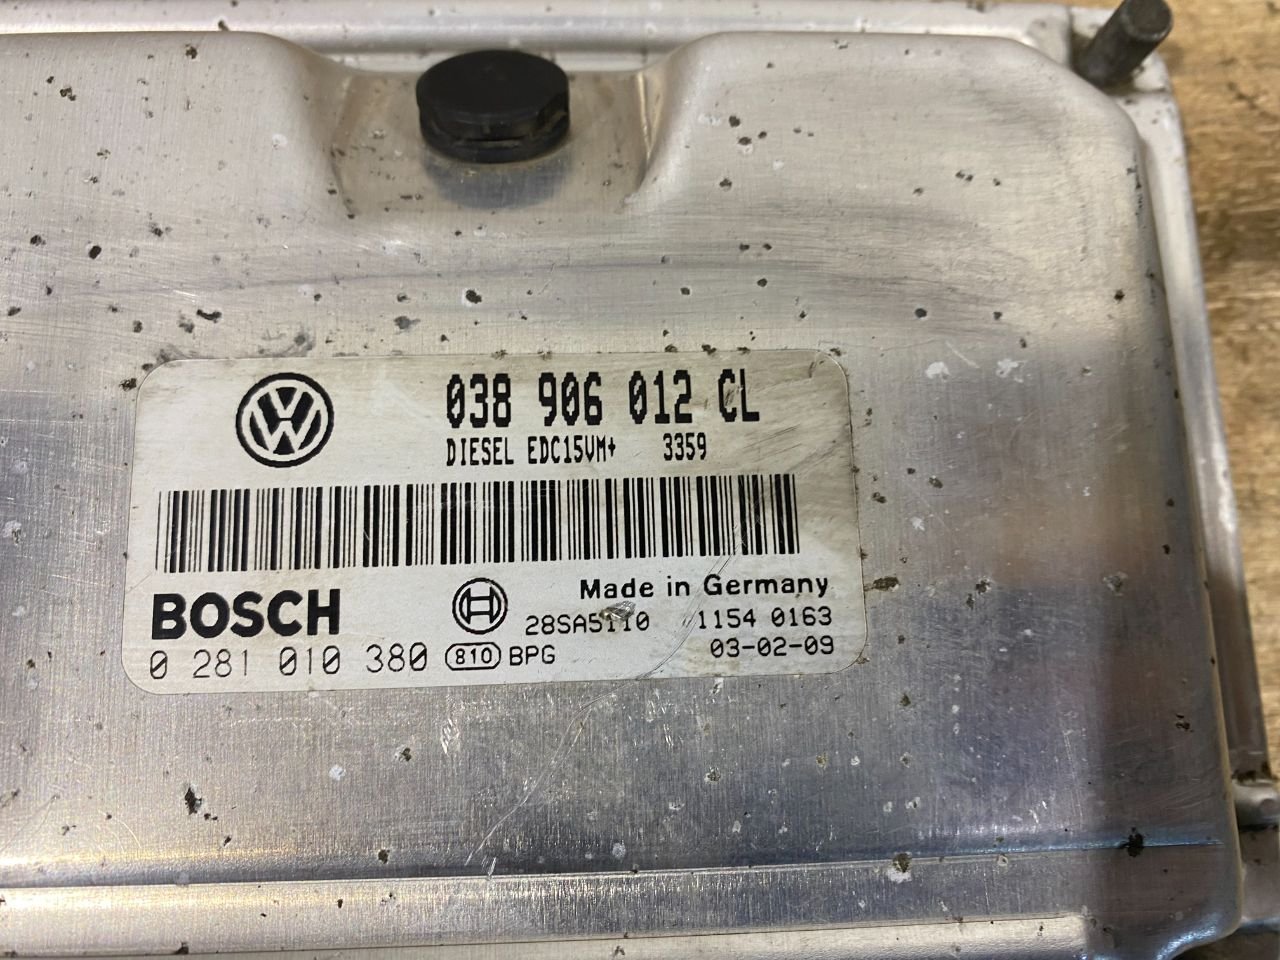 038 906 012 CL
DIESEL EDC15VM+ 3359
Made in Germany
BOSCH
28SA5110 1154 0163
0 281 010 380 810 BPG 03-02-09